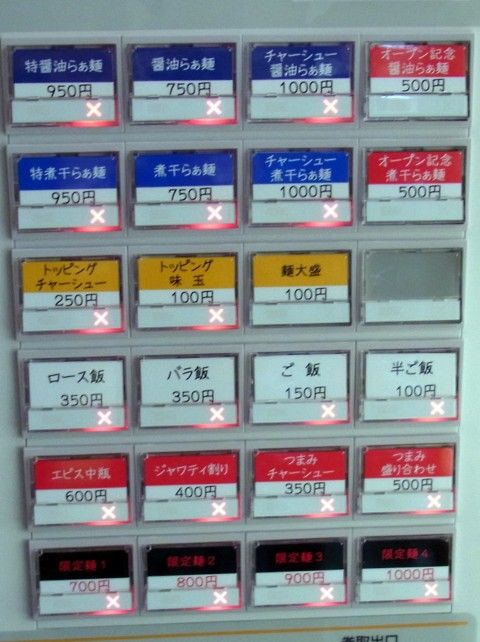 特醤油らぁ麺
950円
醤油らぁ麺
750円
チャーシュー
醤油らぁ麺
1000円
オープン記念
醤油らぁ麺
500円
特煮干らぁ麺
950円
煮干らぁ麺
750円
チャーシュー
煮干らぁ麺
1000円
オープン記念
煮干らぁ麺
500円
トッピング
チャーシュー
250円
トッピング
味玉
100円
麺大盛
100円
ロース飯
350円
バラ飯
350円
ご飯
150円
半ご飯
100円
エビス中瓶
600円
ジャワティ割り
400円
つまみ
チャーシュー
350円
つまみ
盛り合わせ
500円
限定麺1
700円
限定麺2
800円
限定麺3
900円
限定麺4
1000円